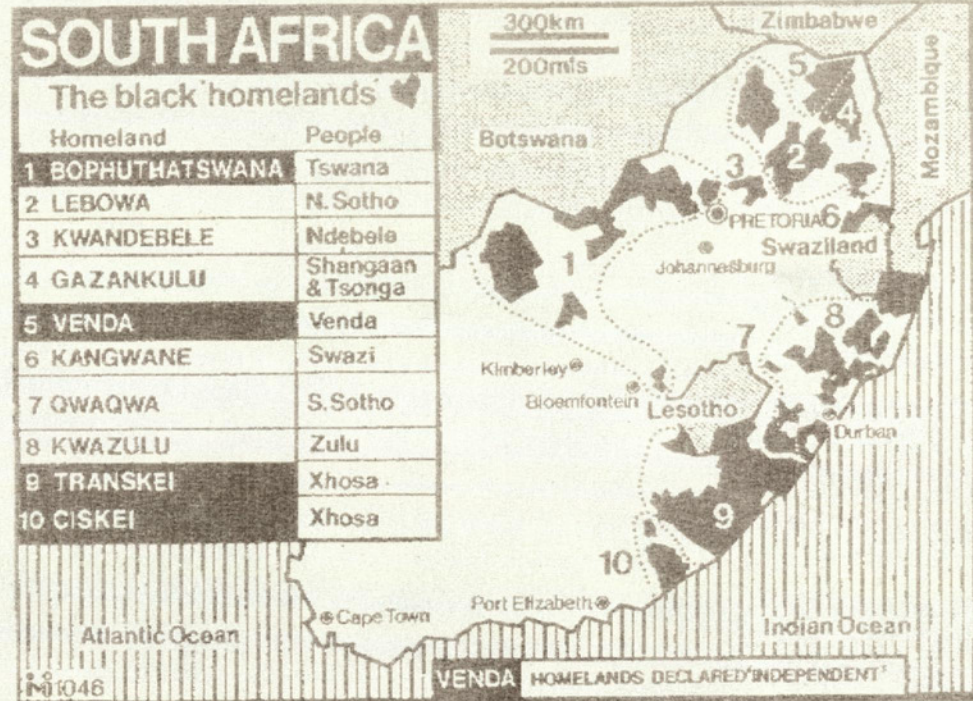 SOUTH AFRICA
The black 'homelands'
Homeland People
1 BOPHUTHATSWANA Tswana
2 LEBOWA N. Sotho
3 KWANDEBELE Ndebele
4 GAZANKULU Shangaan
& Tsonga
5 VENDA Venda
6 KANGWANE Swazi
7 QWAQWA S. Sotho
8 KWAZULU Zulu
9 TRANSKEI Xhosa
10 CISKEI Xhosa
300km
200mls
Zimbabwe
Mozambique
Botswana
5
4
3
2
PRETORIA
6
Johannesburg
Swaziland
1
7
8
Kimberley
Bloemfontein
Lesotho
Durban
9
10
Port Elizabeth
Cape Town
Atlantic Ocean
Indian Ocean
VENDA HOMELANDS DECLARED 'INDEPENDENT'
1046